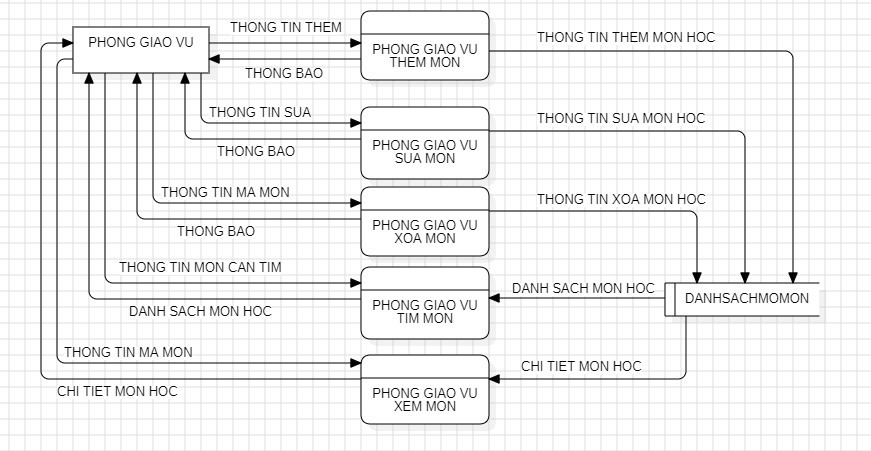 THONG TIN THEM
PHONG GIAO VU
THONG TIN THEM MON HOC
PHONG GIAO VU
THEM MON
THONG BAO
THONG TIN SUA
THONG TIN SUA MON HOC
PHONG GIAO VU
SUA MON
THONG BAO
THONG TIN MA MON
THONG TIN XOA MON HOC
PHONG GIAO VU
XOA MON
THONG BAO
THONG TIN MON CAN TIM
DANH SACH MON HOC
DANHSACHMOMON
PHONG GIAO VU
TIM MON
DANH SACH MON HOC
THONG TIN MA MON
CHI TIET MON HOC
PHONG GIAO VU
XEM MON
CHI TIET MON HOC